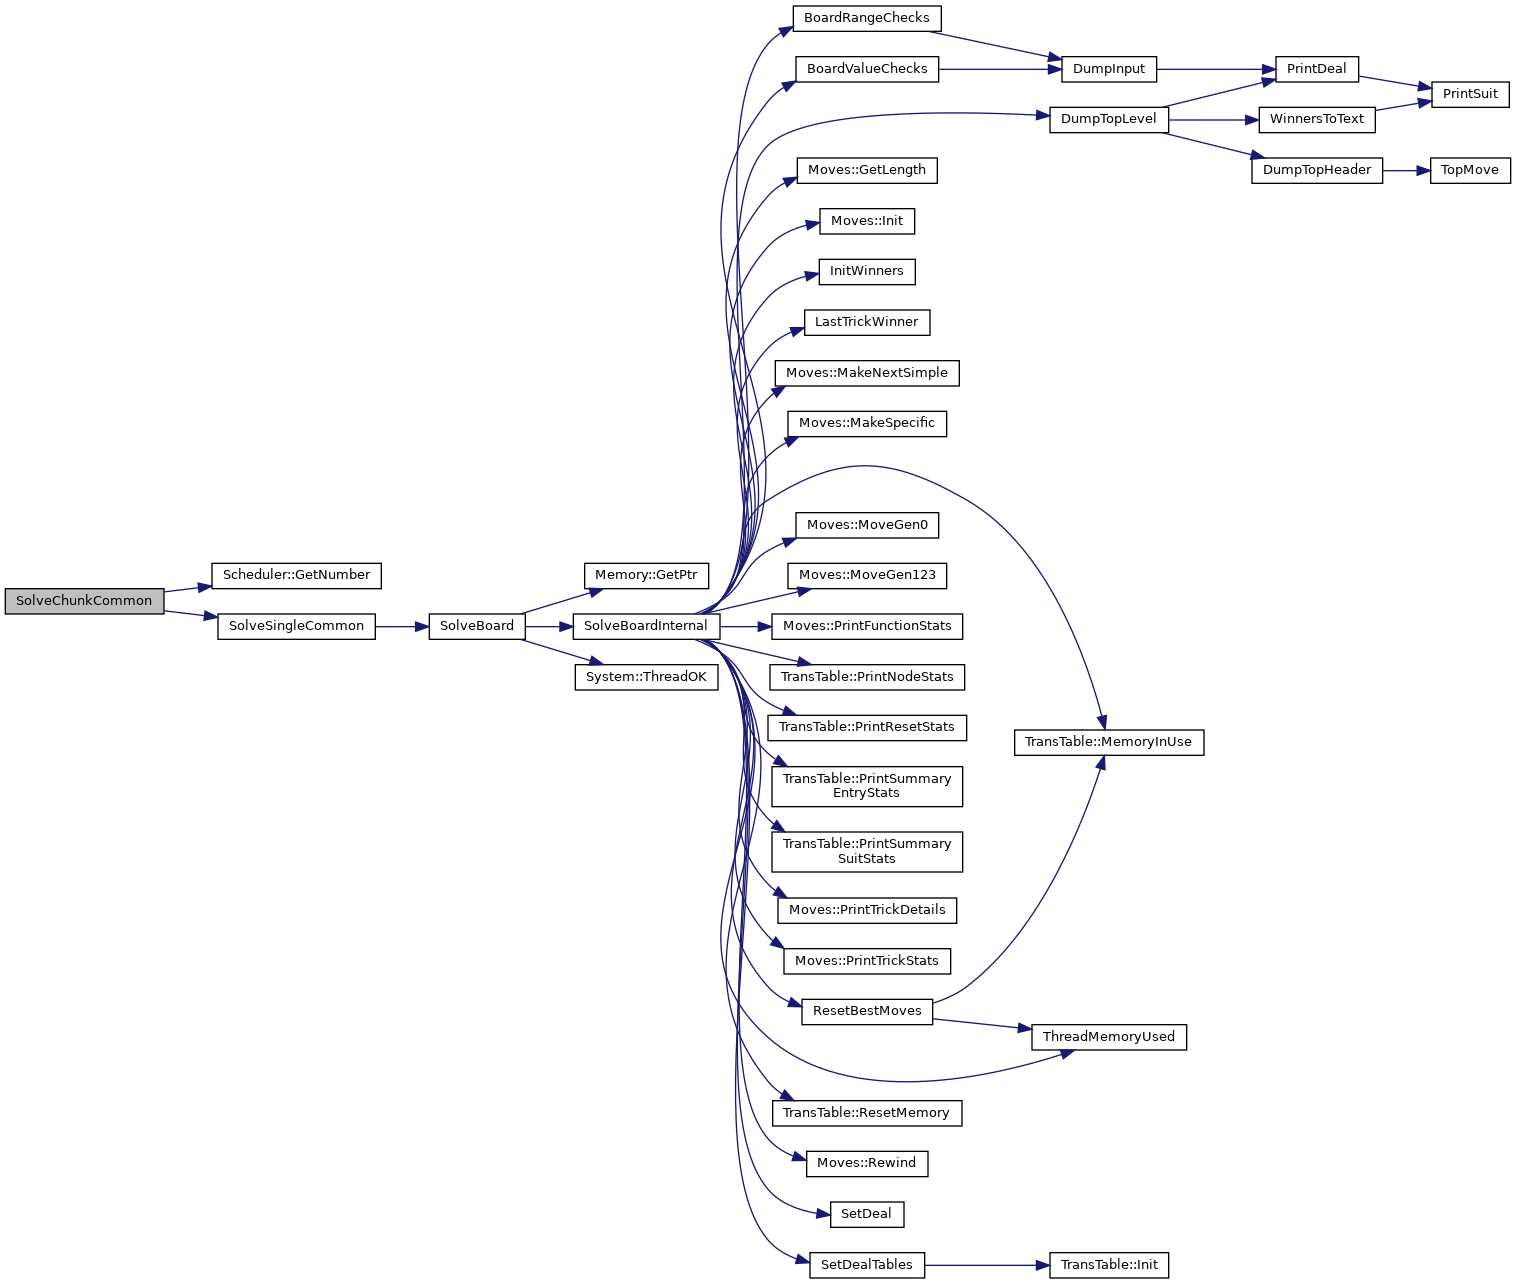 BoardRangeChecks
BoardValueChecks
DumpInput
PrintDeal
PrintSuit
DumpTopLevel
WinnersToText
Moves::GetLength
DumpTopHeader
TopMove
Moves::Init
InitWinners
LastTrickWinner
Moves::MakeNextSimple
Moves::MakeSpecific
Moves::MoveGen0
Scheduler::GetNumber
Memory::GetPtr
Moves::MoveGen123
SolveChunkCommon
SolveSingleCommon
SolveBoard
SolveBoardInternal
Moves::PrintFunctionStats
System::ThreadOK
TransTable::PrintNodeStats
TransTable::PrintResetStats
TransTable::MemoryInUse
TransTable::PrintSummary
EntryStats
TransTable::PrintSummary
SuitStats
Moves::PrintTrickDetails
Moves::PrintTrickStats
ResetBestMoves
ThreadMemoryUsed
TransTable::ResetMemory
Moves::Rewind
SetDeal
SetDealTables
TransTable::Init